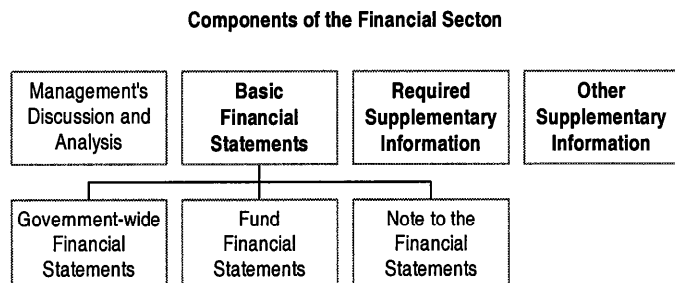 Components of the Financial Secton
Management's
Discussion and
Analysis
Basic
Financial
Statements
Required
Supplementary
Information
Other
Supplementary
Information
Government-wide
Financial
Statements
Fund
Financial
Statements
Note to the
Financial
Statements